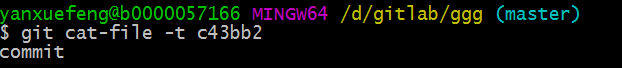 yanxuefeng@b0000057166 MINGW64 /d/gitlab/ggg (master)
$ git cat-file -t c43bb2
commit